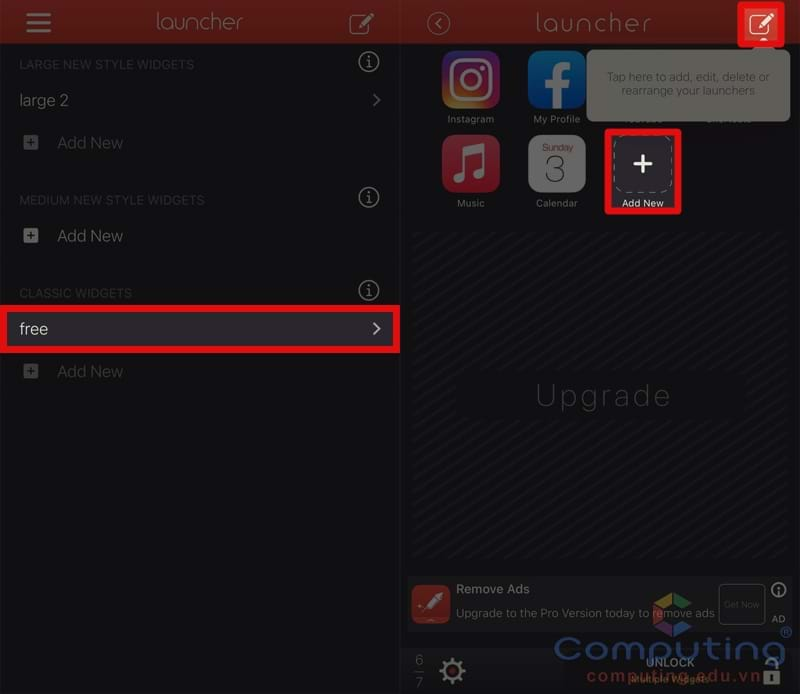 launcher
LARGE NEW STYLE WIDGETS
large 2
Add New
MEDIUM NEW STYLE WIDGETS
Add New
CLASSIC WIDGETS
free
Add New
launcher
Tap here to add, edit, delete or
rearrange your launchers
Instagram
My Profile
Sunday
3
Music
Calendar
Add New
Upgrade
Remove Ads
Upgrade to the Pro Version today to remove ads
Get Now
AD
6
7
UNLOCK
Multiple Widgets
Computing®
computing.edu.vn